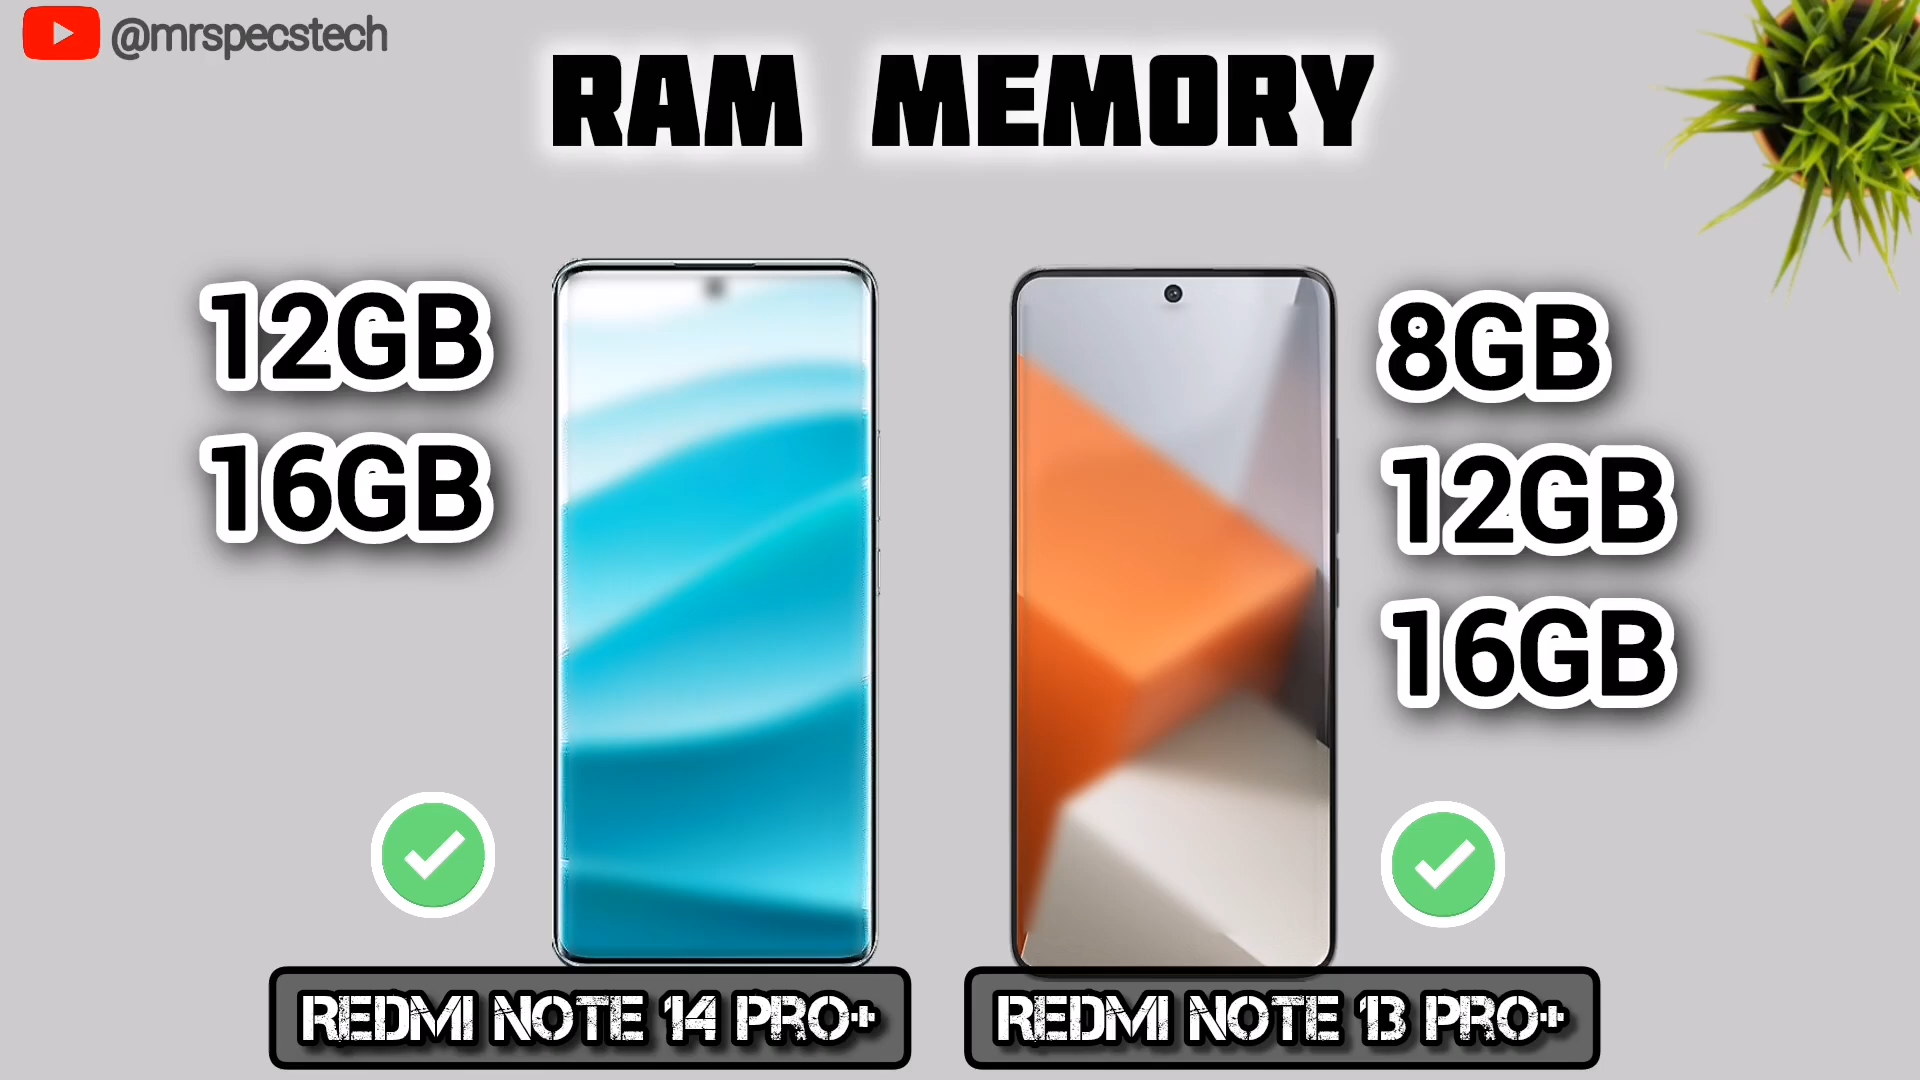 @mrspecstech
RAM MEMORY
12GB
16GB
8GB
12GB
16GB
REDMI NOTE 14 PRO+
REDMI NOTE 13 PRO+